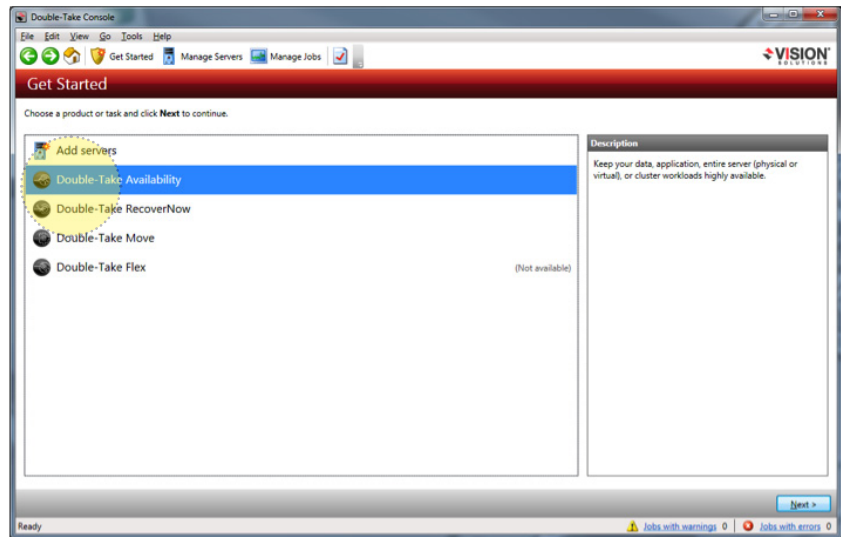 Double-Take Console
File Edit View Go Tools Help
Get Started Manage Servers Manage Jobs
VISION
SOLUTIONS
Get Started
Choose a product or task and click Next to continue.
Add servers
Double-Take Availability
Double-Take RecoverNow
Double-Take Move
Double-Take Flex (Not available)
Description
Keep your data, application, entire server (physical or
virtual), or cluster workloads highly available.
Next >
Ready Jobs with warnings 0 Jobs with errors 0